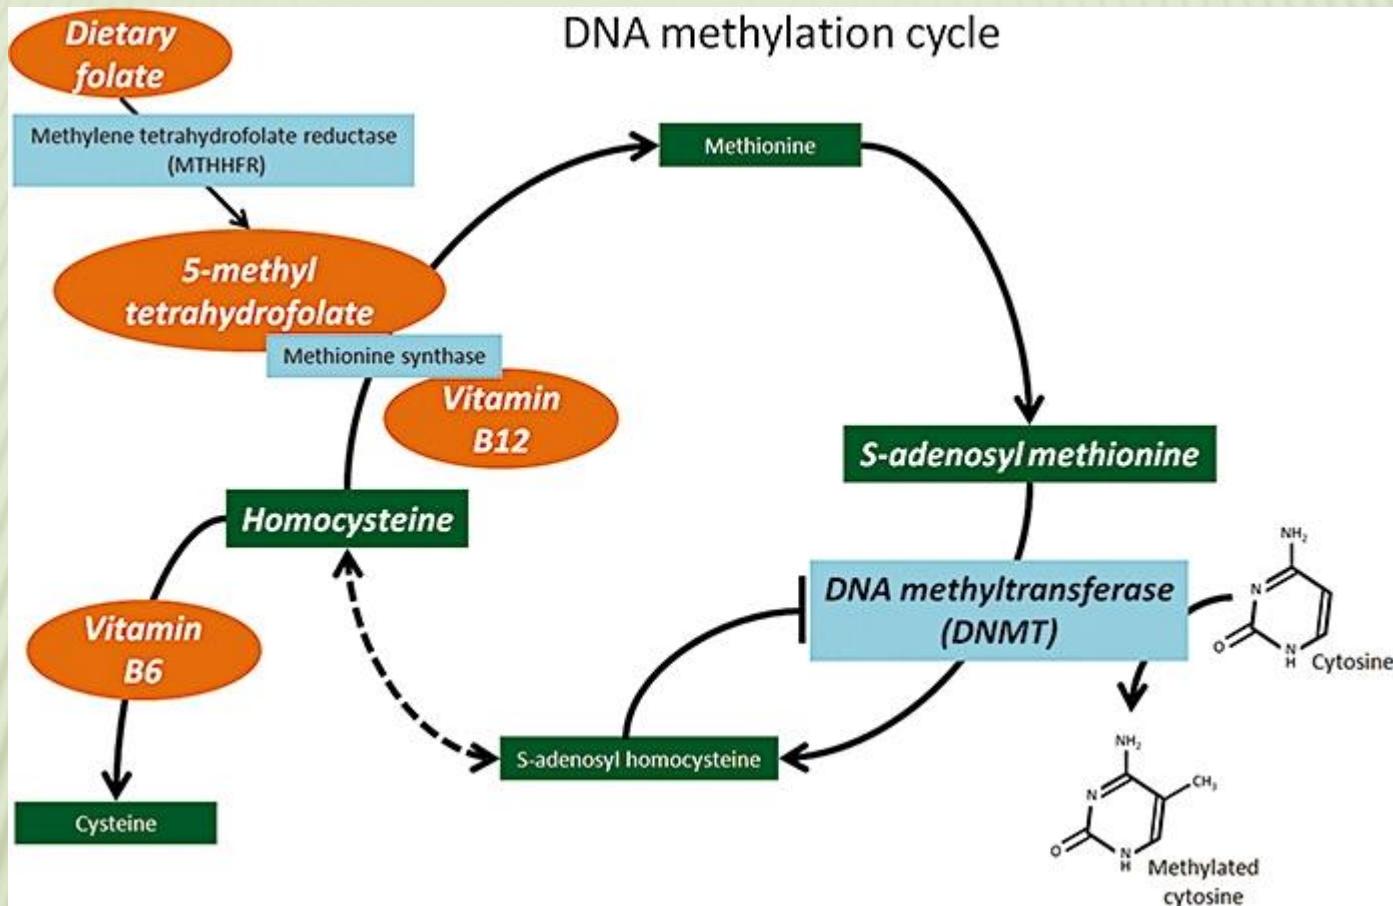 DNA methylation cycle
Dietary
folate
Methylene tetrahydrofolate reductase
(MTHHFR)
5-methyl
tetrahydrofolate
Methionine synthase
Vitamin
B12
Methionine
S-adenosyl methionine
Homocysteine
DNA methyltransferase
(DNMT)
NH₂
N
O
N
H
Cytosine
Vitamin
B6
S-adenosyl homocysteine
Cysteine
NH₂
CH₃
N
O
N
H
Methylated
cytosine